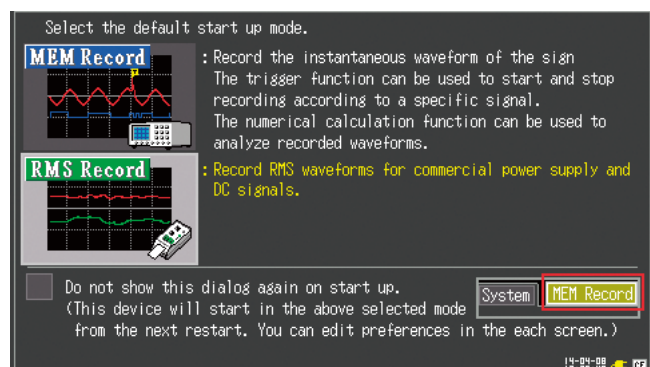 Select the default start up mode.
MEM Record
: Record the instantaneous waveform of the sign
The trigger function can be used to start and stop
recording according to a specific signal.
The numerical calculation function can be used to
analyze recorded waveforms.
RMS Record
: Record RMS waveforms for commercial power supply and
DC signals.
Do not show this dialog again on start up.
(This device will start in the above selected mode
from the next restart. You can edit preferences in the each screen.)
System
MEM Record
14-04-08
CF